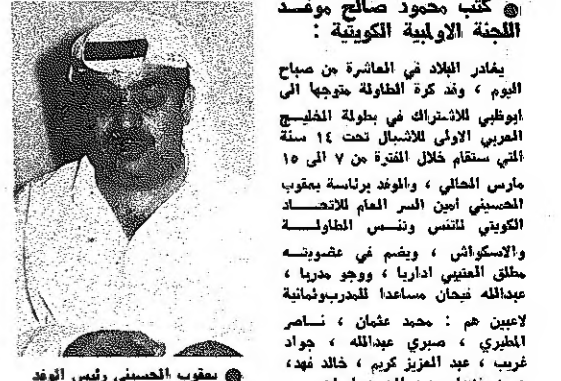 ● كتب محمود صالح موفد
اللجنة الاولمبية الكويتية :
يغادر البلاد في العاشرة من صباح
اليوم ، وفد كرة الطاولة متوجها الى
ابوظبي للاشتراك في بطولة الخليج
العربي الاولى للاشبال تحت ١٤ سنة
التي ستقام خلال الفترة من ٧ الى ١٥
مارس الحالي ، والوفد برئاسة يعقوب
الحسيني أمين السر العام للاتحاد
الكويتي للتنس وتنس الطاولة
والاسكواش ، ويضم في عضويته
مطلق العتيبي اداريا ، ووجو مدربا ،
عبدالله فيحان مساعدا للمدرب وثمانية
لاعبين هم : محمد عثمان ، ناصر
المطيري ، صبري عبدالله ، جواد
غريب ، عبد العزيز كريم ، خالد فهد،
● يعقوب الحسيني رئيس الوفد